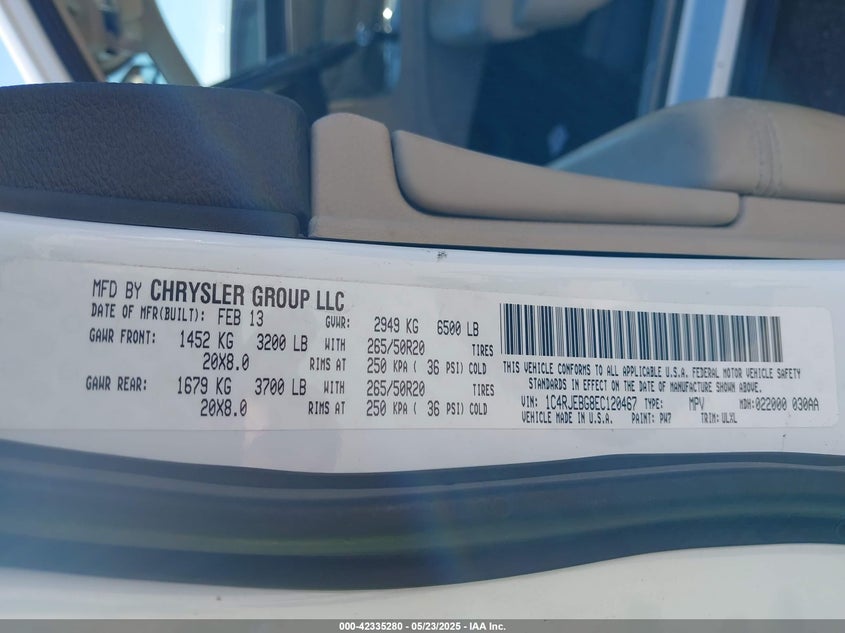 MFD BY CHRYSLER GROUP LLC
DATE OF MFR(BUILT): FEB 13 GVWR: 2949 KG 6500 LB
GAWR FRONT: 1452 KG 3200 LB WITH 265/50R20 TIRES
20X8.0 RIMS AT 250 KPA ( 36 PSI) COLD
GAWR REAR: 1679 KG 3700 LB WITH 265/50R20 TIRES
20X8.0 RIMS AT 250 KPA ( 36 PSI) COLD
THIS VEHICLE CONFORMS TO ALL APPLICABLE U.S.A. FEDERAL MOTOR VEHICLE SAFETY
STANDARDS IN EFFECT ON THE DATE OF MANUFACTURE SHOWN ABOVE.
VIN: 1C4RJEBG8EC120467 TYPE: MPV MDH:022000 030AA
VEHICLE MADE IN U.S.A. PAINT: PW7 TRIM: ULXL
000-42335280 - 05/23/2025 - IAA Inc.